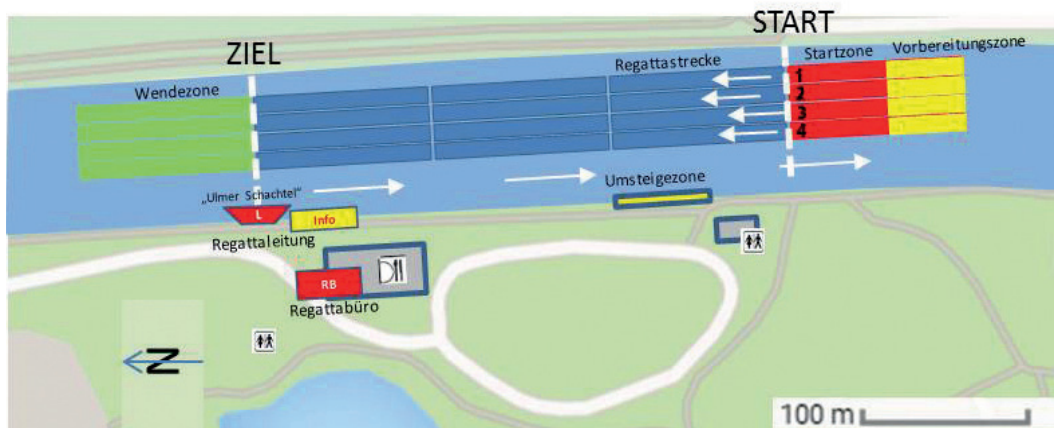 START
ZIEL
Regattastrecke
Startzone
Vorbereitungszone
Wendezone
1
2
3
4
Umsteigezone
„Ulmer Schachtel"
L
Info
Regattaleitung
RB
Regattabüro
N
100 m